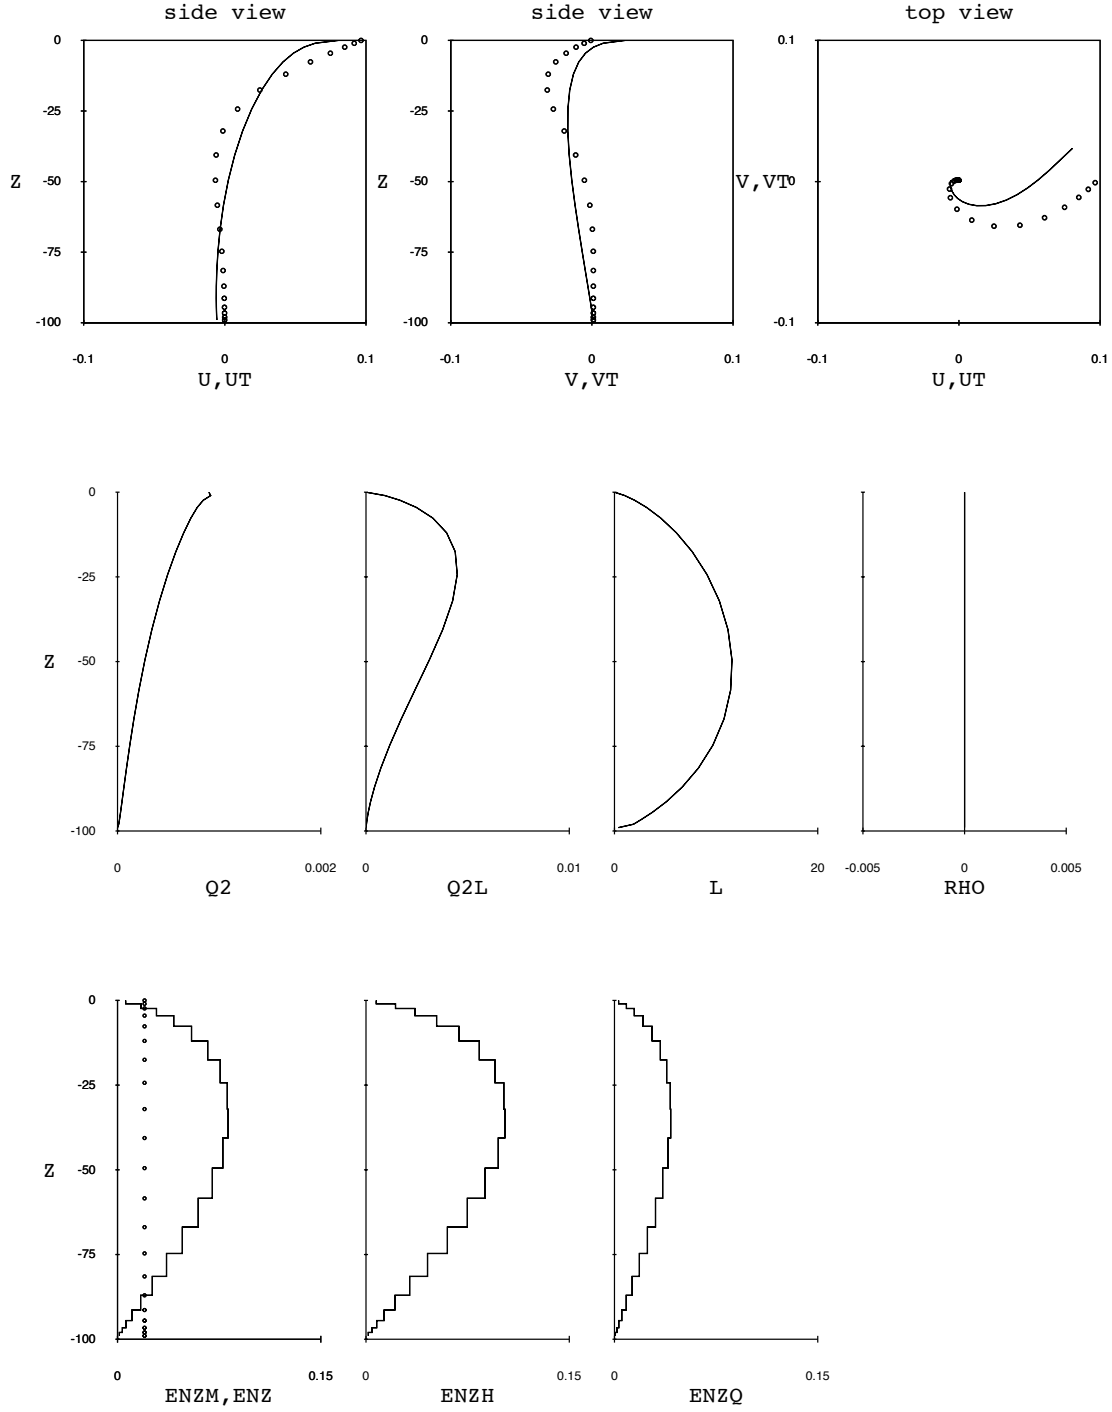 side view side view top view
0 0 0.1
-25 -25
Z -50 Z -50 V,VT 0
-75 -75
-100 -100 -0.1
-0.1 0 0.1 -0.1 0 0.1 -0.1 0 0.1
U,UT V,VT U,UT
0
-25
Z -50
-75
-100
0 0.002 0 0.01 0 20 -0.005 0 0.005
Q2 Q2L L RHO
0
-25
Z -50
-75
-100
0 0.15 0 0.15 0 0.15
ENZM,ENZ ENZH ENZQ